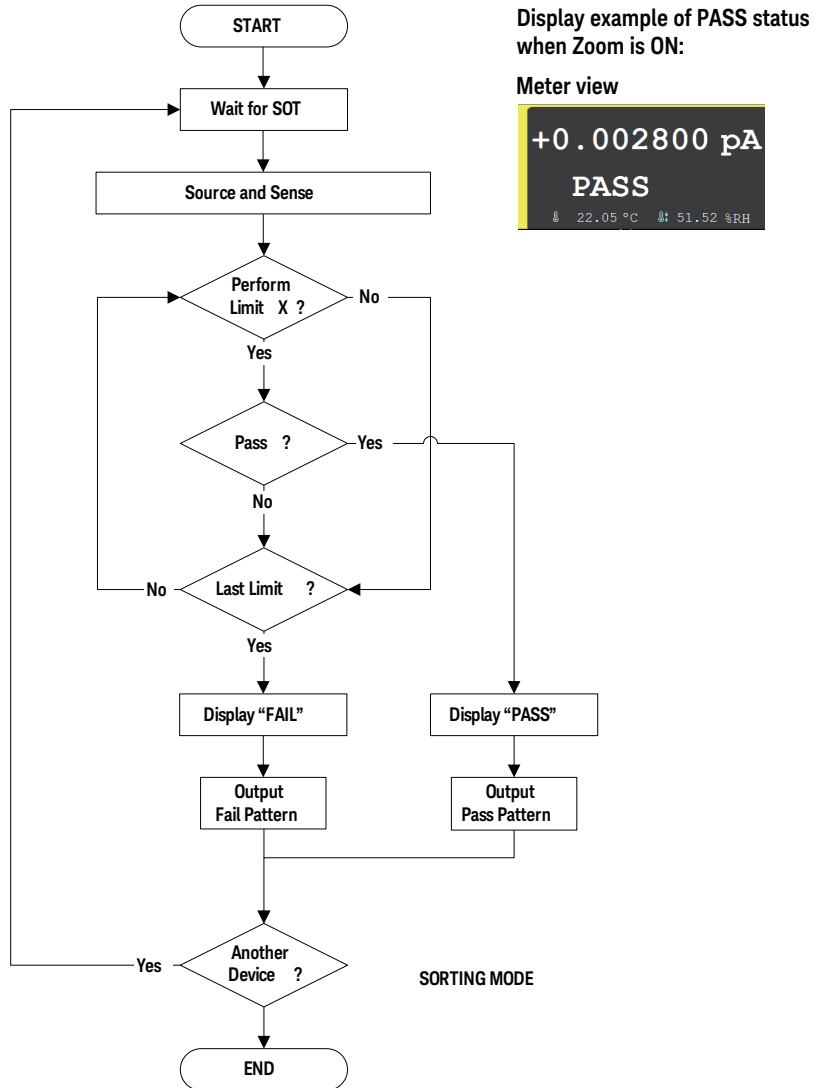 START
Wait for SOT
Source and Sense
Perform
Limit X ?
No
Yes
Pass ?
Yes
No
Last Limit ?
No
Yes
Display “FAIL”
Display “PASS”
Output
Fail Pattern
Output
Pass Pattern
Another
Device ?
Yes
SORTING MODE
END
Display example of PASS status
when Zoom is ON:
Meter view
+0.002800 pA
PASS
22.05 °C 51.52 %RH